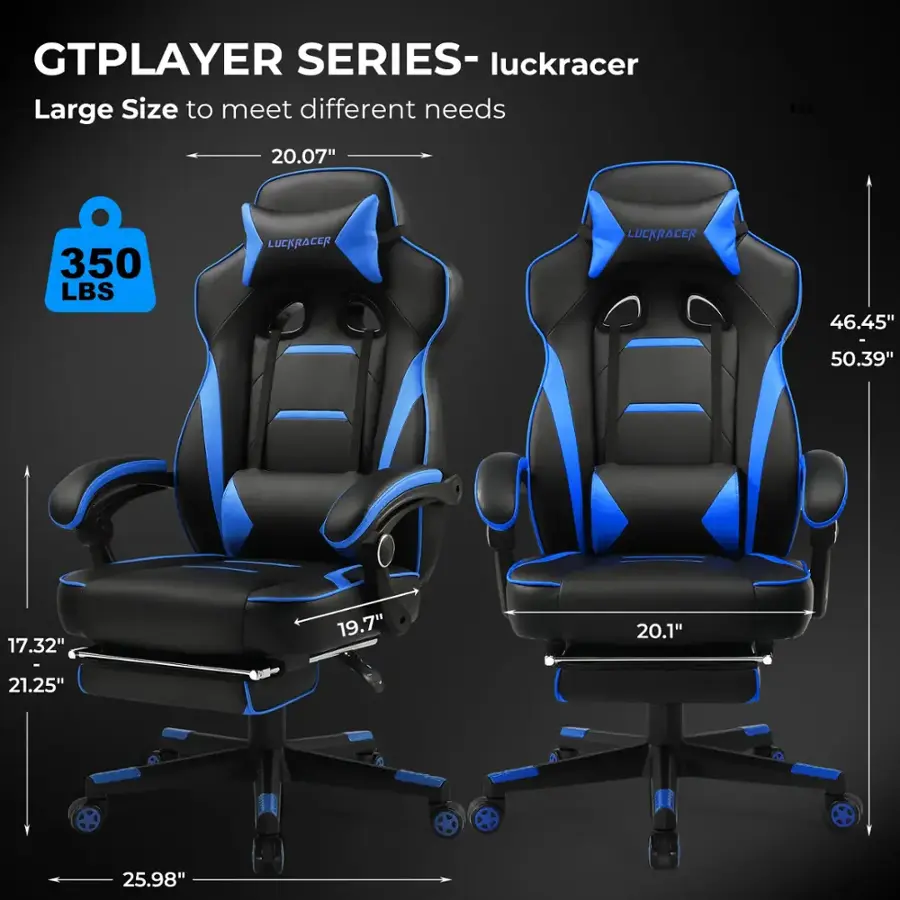 GTPLAYER SERIES- luckracer
Large Size to meet different needs
20.07"
350
LBS
LUCKRACER
LUCKRACER
46.45"
-
50.39"
17.32"
-
21.25"
19.7"
20.1"
25.98"